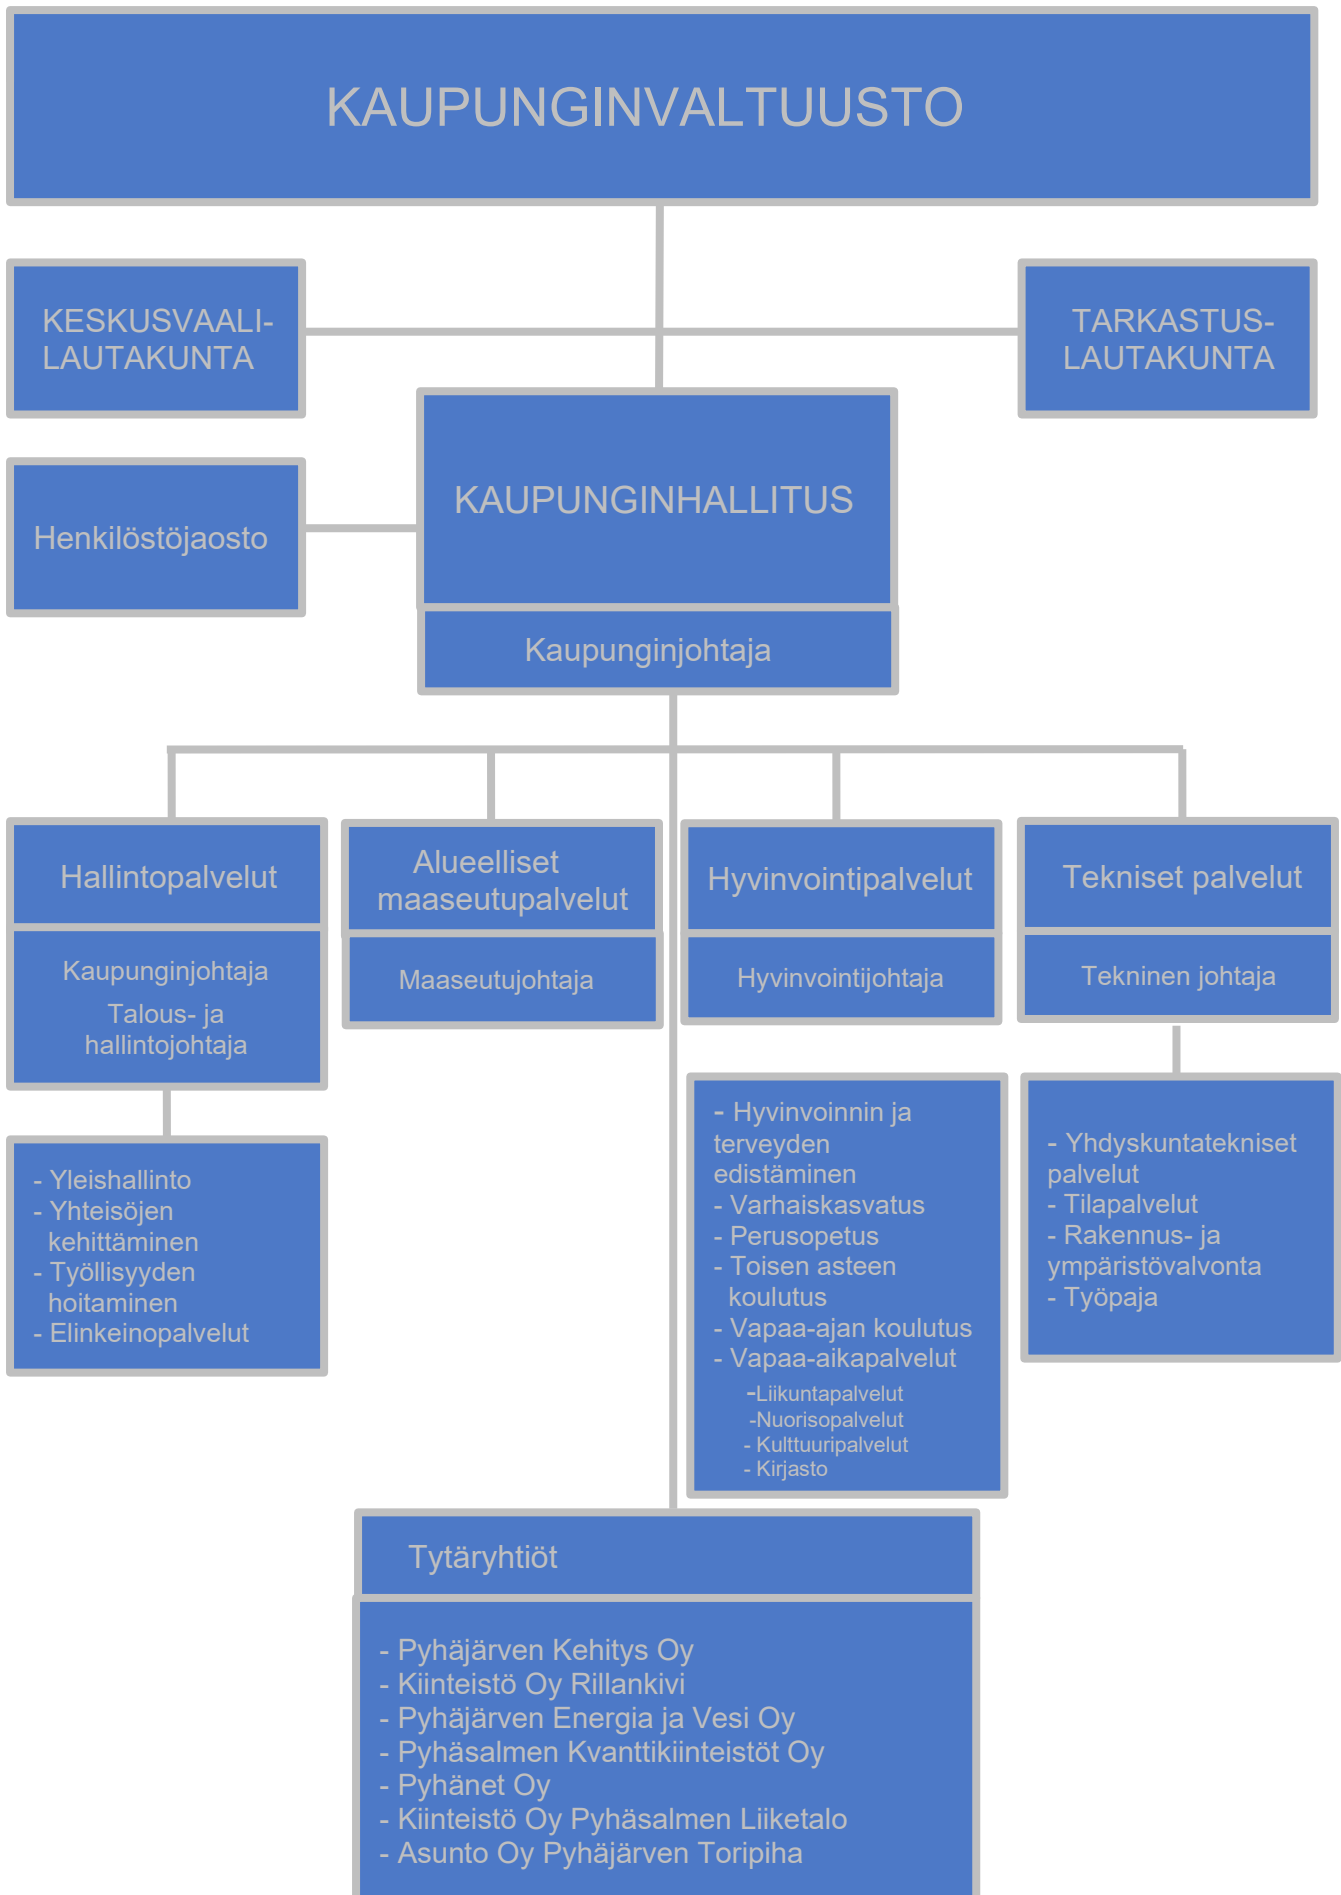 KAUPUNGINVALTUUSTO
KESKUSVAALI-
LAUTAKUNTA
TARKASTUS-
LAUTAKUNTA
KAUPUNGINHALLITUS
Henkilöstöjaosto
Kaupunginjohtaja
Hallintopalvelut
Kaupunginjohtaja
Talous- ja
hallintojohtaja
- Yleishallinto
- Yhteisöjen
kehittäminen
- Työllisyyden
hoitaminen
- Elinkeinopalvelut
Alueelliset
maaseutupalvelut
Maaseutujohtaja
Hyvinvointipalvelut
Hyvinvointijohtaja
- Hyvinvoinnin ja
terveyden
edistäminen
- Varhaiskasvatus
- Perusopetus
- Toisen asteen
koulutus
- Vapaa-ajan koulutus
- Vapaa-aikapalvelut
-Liikuntapalvelut
-Nuorisopalvelut
- Kulttuuripalvelut
- Kirjasto
Tekniset palvelut
Tekninen johtaja
- Yhdyskuntatekniset
palvelut
- Tilapalvelut
- Rakennus- ja
ympäristövalvonta
- Työpaja
Tytäryhtiöt
- Pyhäjärven Kehitys Oy
- Kiinteistö Oy Rillankivi
- Pyhäjärven Energia ja Vesi Oy
- Pyhäsalmen Kvanttikiinteistöt Oy
- Pyhänet Oy
- Kiinteistö Oy Pyhäsalmen Liiketalo
- Asunto Oy Pyhäjärven Toripiha